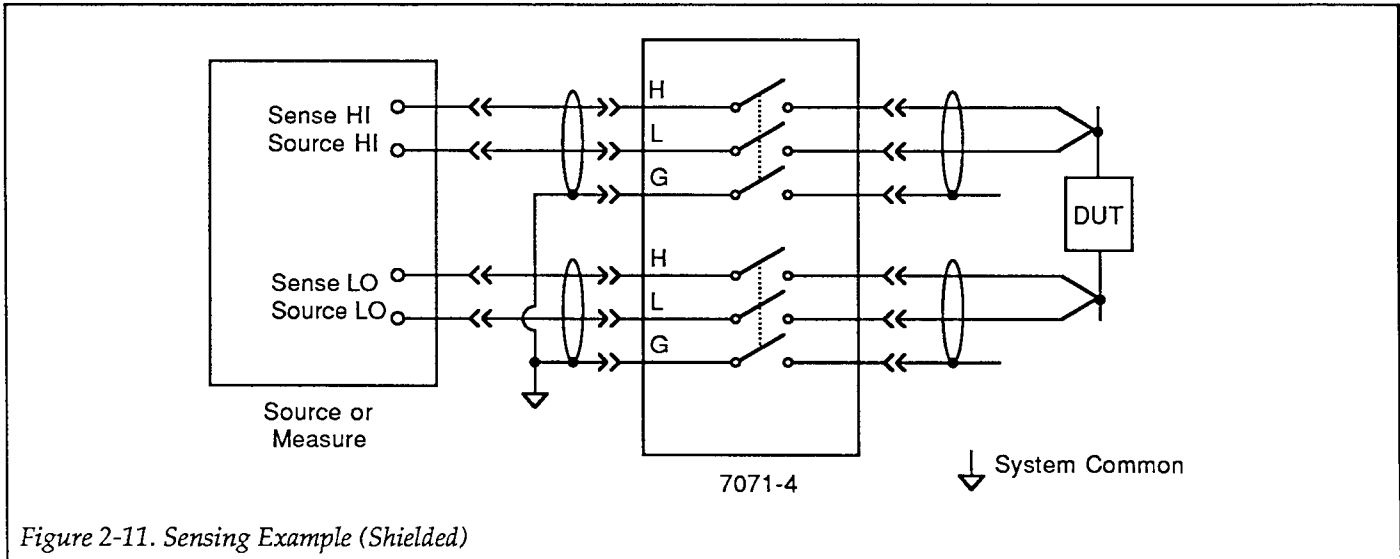 Sense HI
Source HI
H
L
G
DUT
Sense LO
Source LO
H
L
G
Source or
Measure
7071-4
System Common
Figure 2-11. Sensing Example (Shielded)